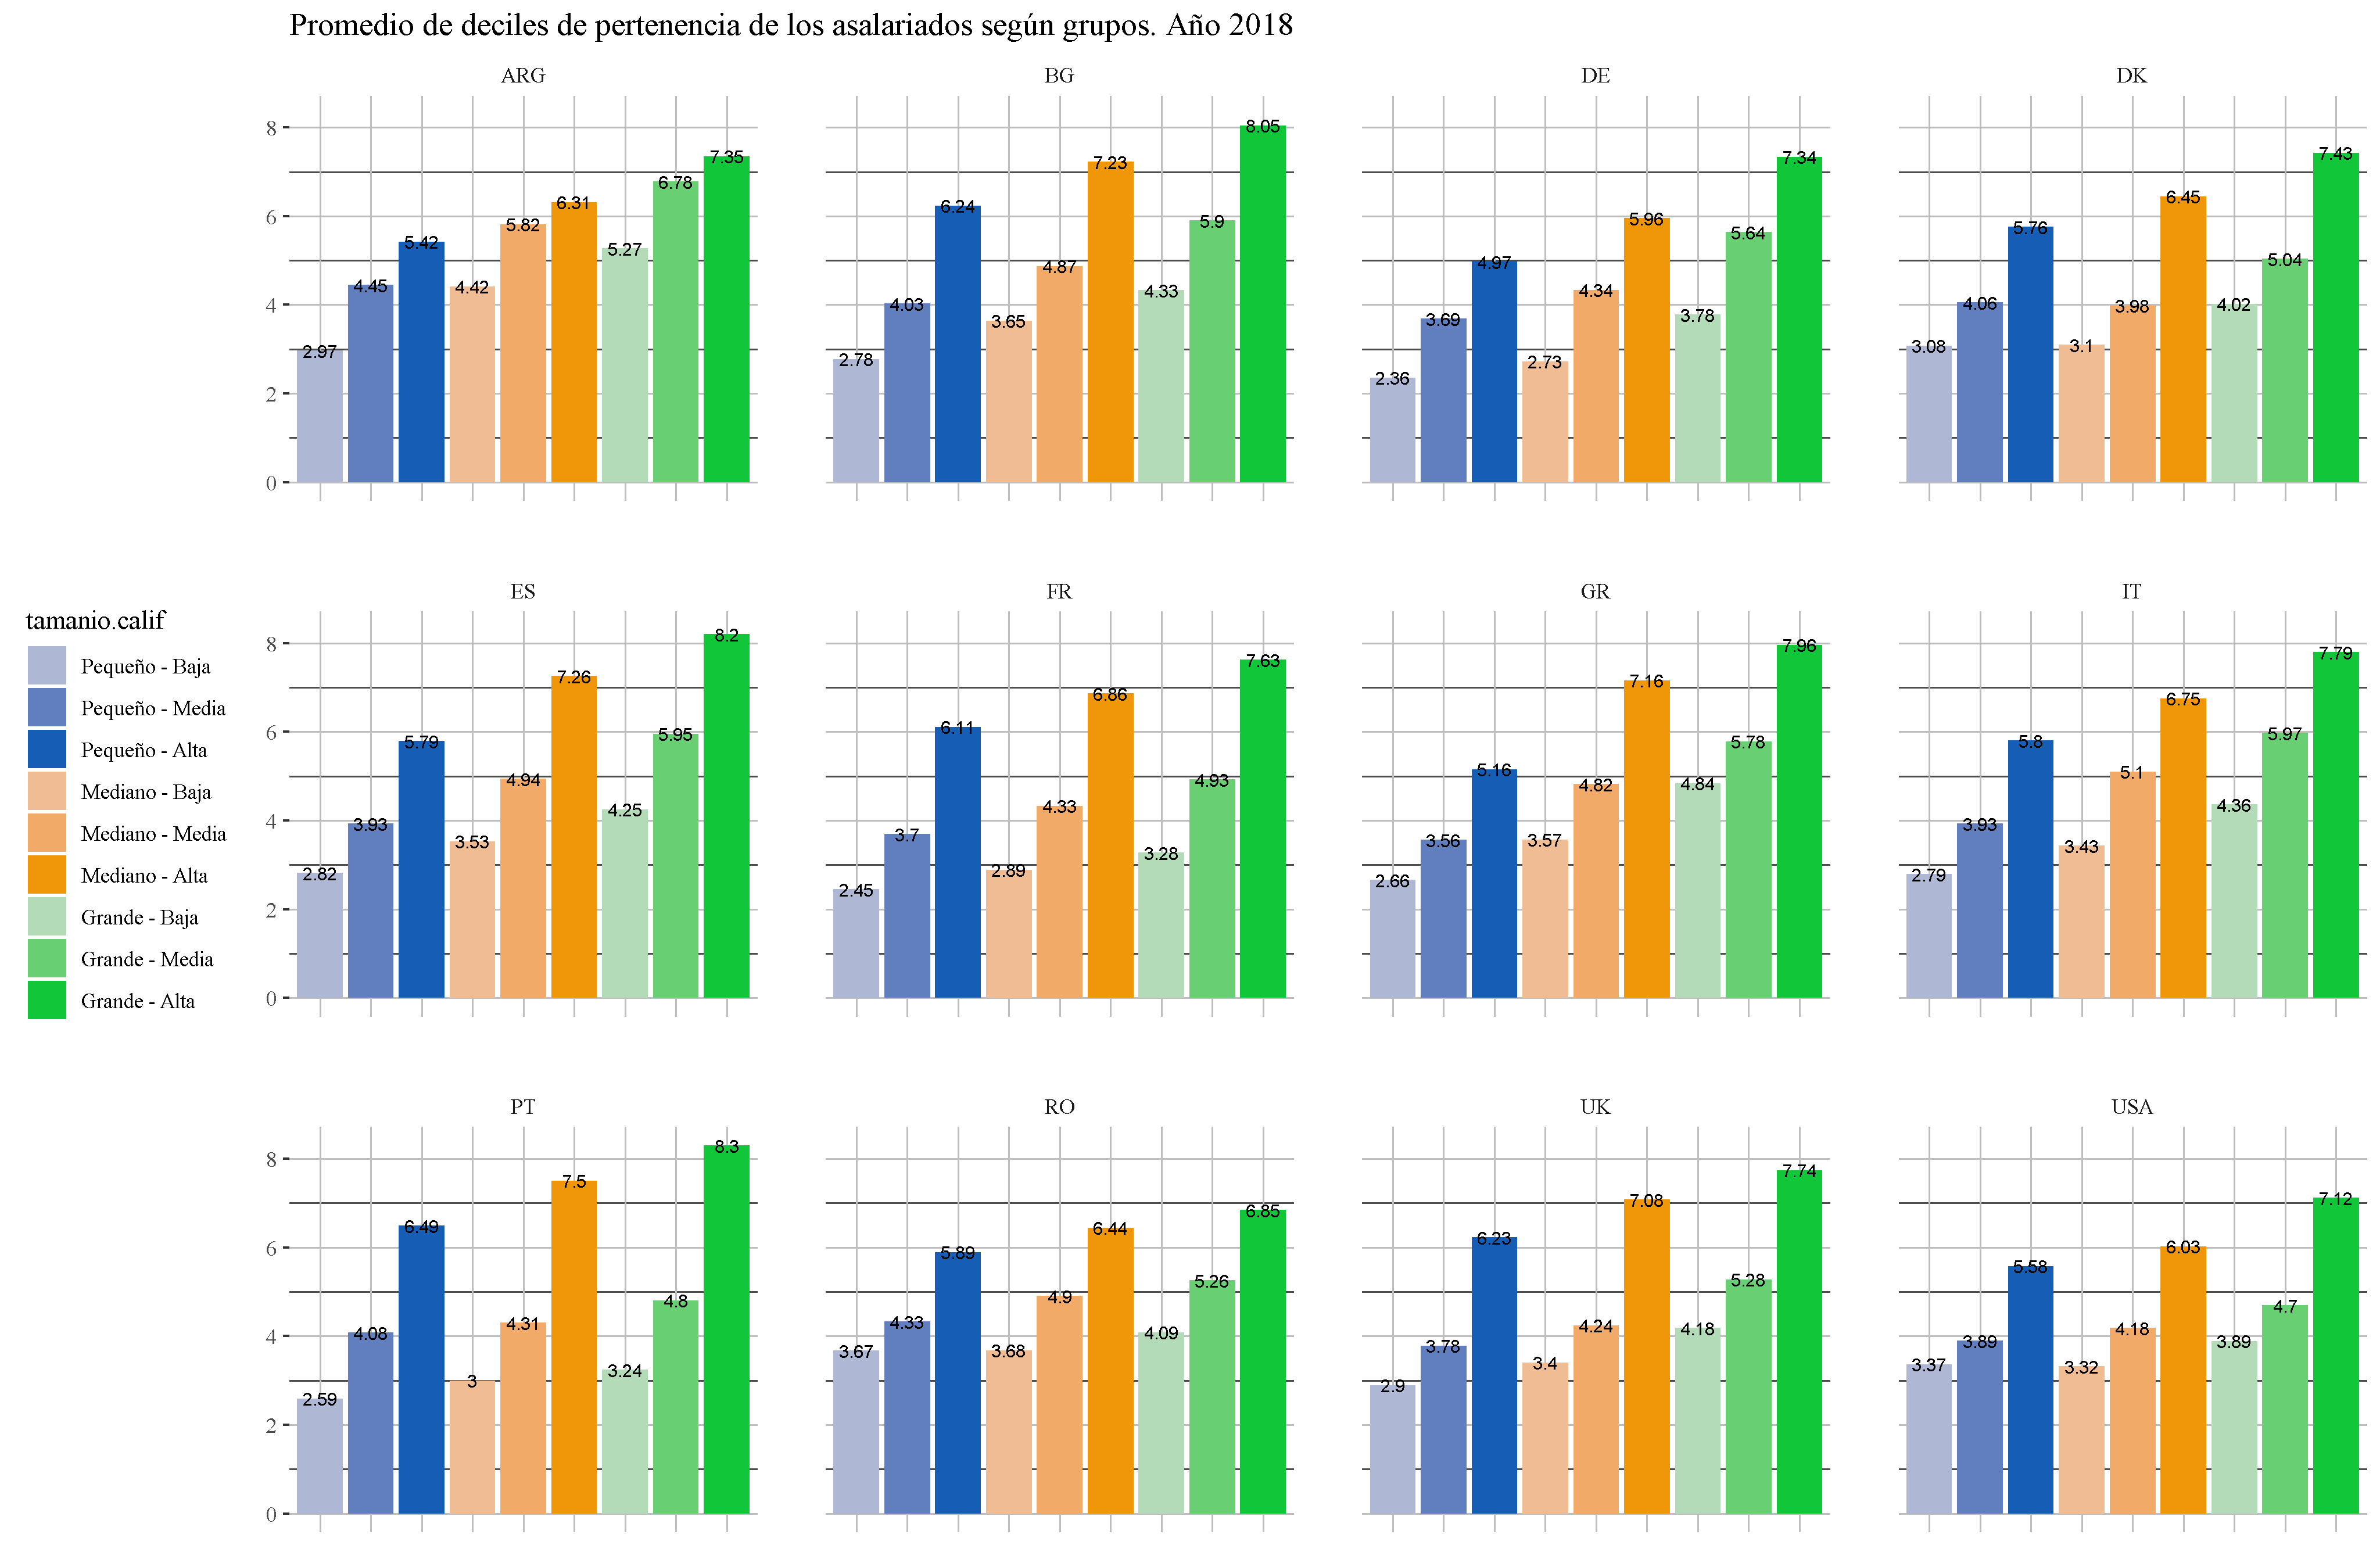 Promedio de deciles de pertenencia de los asalariados según grupos. Año 2018
ARG BG DE DK
8
6
4
2
0
2.97 4.45 5.42 4.42 5.82 6.31 5.27 6.78 7.35
2.78 4.03 6.24 3.65 4.87 7.23 4.33 5.9 8.05
2.36 3.69 4.97 2.73 4.34 5.96 3.78 5.64 7.34
3.08 4.06 5.76 3.1 3.98 6.45 4.02 5.04 7.43
tamanio.calif
Pequeño - Baja
Pequeño - Media
Pequeño - Alta
Mediano - Baja
Mediano - Media
Mediano - Alta
Grande - Baja
Grande - Media
Grande - Alta
ES FR GR IT
8
6
4
2
0
2.82 3.93 5.79 3.53 4.94 7.26 4.25 5.95 8.2
2.45 3.7 6.11 2.89 4.33 6.86 3.28 4.93 7.63
2.66 3.56 5.16 3.57 4.82 7.16 4.84 5.78 7.96
2.79 3.93 5.8 3.43 5.1 6.75 4.36 5.97 7.79
PT RO UK USA
8
6
4
2
0
2.59 4.08 6.49 3 4.31 7.5 3.24 4.8 8.3
3.67 4.33 5.89 3.68 4.9 6.44 4.09 5.26 6.85
2.9 3.78 6.23 3.4 4.24 7.08 4.18 5.28 7.74
3.37 3.89 5.58 3.32 4.18 6.03 3.89 4.7 7.12